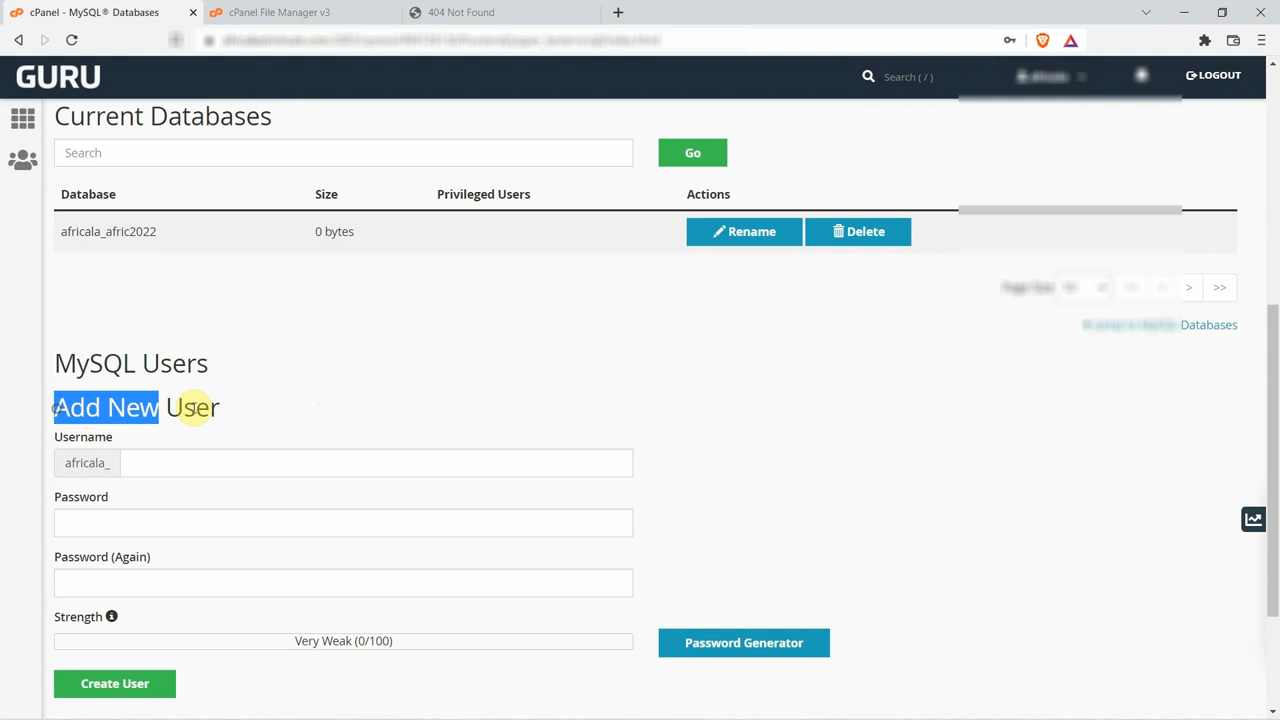 cPanel - MySQL® Databases
cPanel File Manager v3
404 Not Found
GURU
Search ( / )
LOGOUT
Current Databases
Search
Go
Database Size Privileged Users Actions
africala_afric2022 0 bytes Rename Delete
> >>
Databases
MySQL Users
Add New User
Username
africala_
Password
Password (Again)
Strength
Very Weak (0/100)
Password Generator
Create User